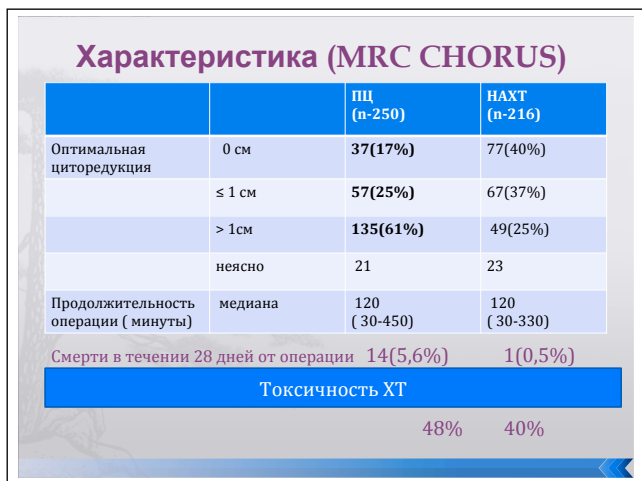 Характеристика (MRC CHORUS)
ПЦ
(n-250)
НАХТ
(n-216)
Оптимальная
циторедукция
0 см
37(17%)
77(40%)
≤ 1 см
57(25%)
67(37%)
> 1см
135(61%)
49(25%)
неясно
21
23
Продолжительность
операции ( минуты)
медиана
120
( 30-450)
120
( 30-330)
Смерти в течении 28 дней от операции 14(5,6%) 1(0,5%)
Токсичность ХТ
48% 40%